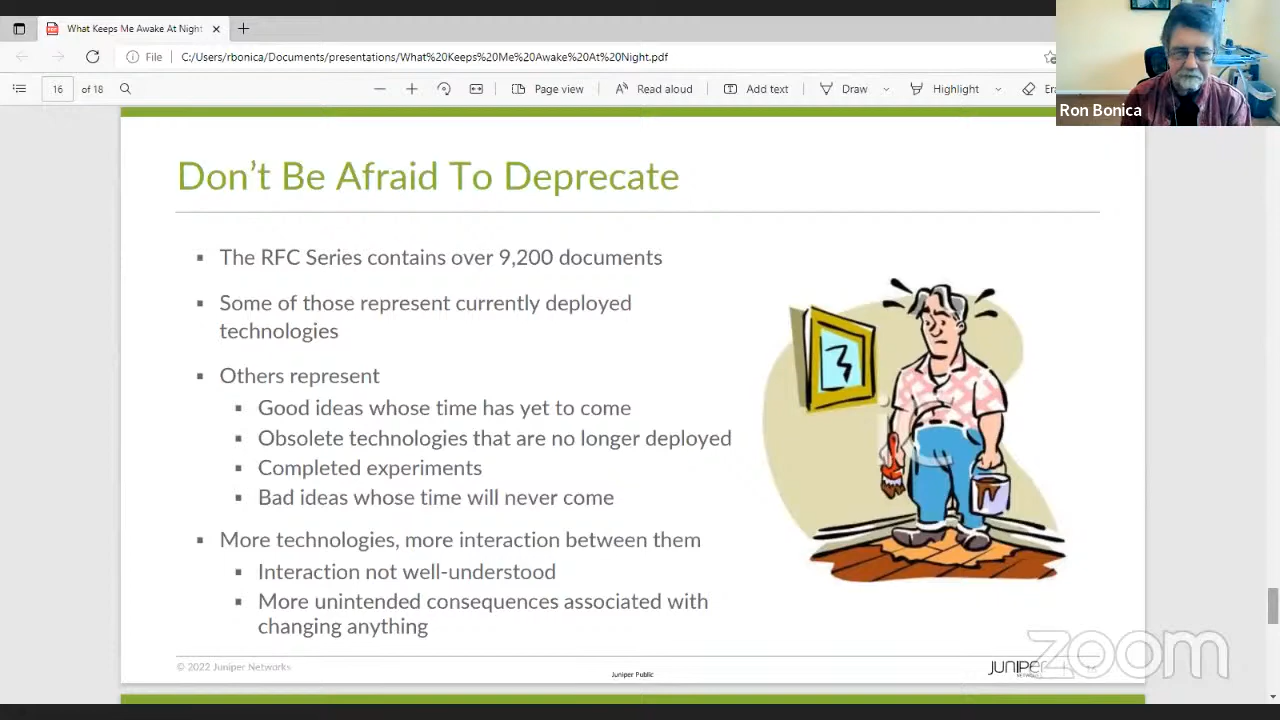 What Keeps Me Awake At Night
File
C:/Users/rbonica/Documents/presentations/What%20Keeps%20Me%20Awake%20At%20Night.pdf
16 of 18
Page view
Read aloud
Add text
Draw
Highlight
Ron Bonica
Don't Be Afraid To Deprecate
▪ The RFC Series contains over 9,200 documents
▪ Some of those represent currently deployed
technologies
▪ Others represent
▪ Good ideas whose time has yet to come
▪ Obsolete technologies that are no longer deployed
▪ Completed experiments
▪ Bad ideas whose time will never come
▪ More technologies, more interaction between them
▪ Interaction not well-understood
▪ More unintended consequences associated with
changing anything
© 2022 Juniper Networks
Juniper Public
JUNIPER
zoom